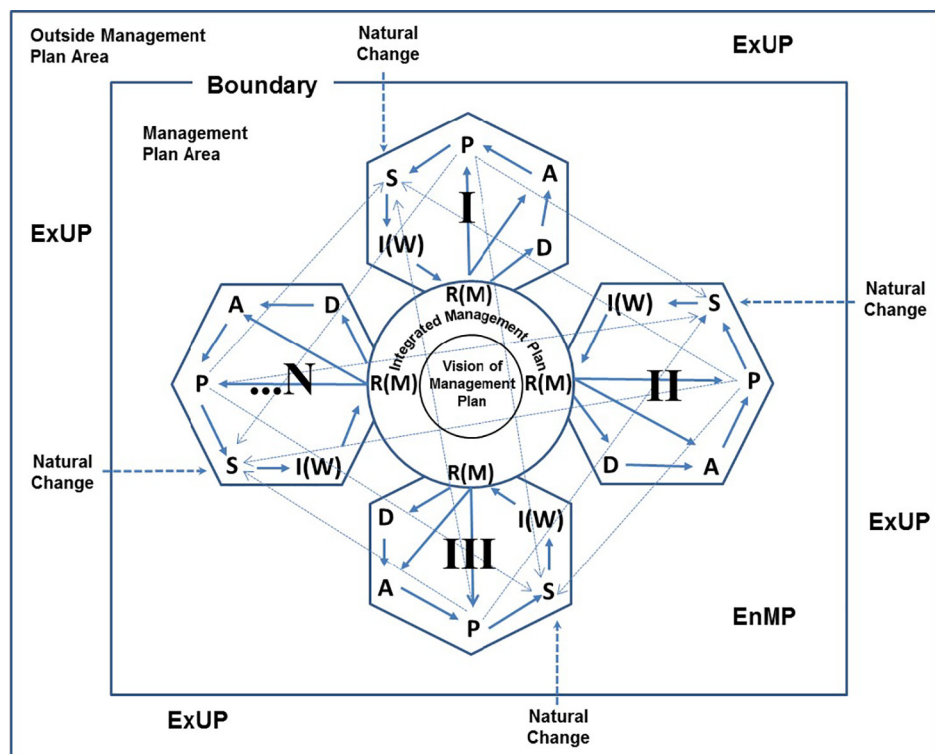 Outside Management
Plan Area
Natural
Change
ExUP
Boundary
Management
Plan Area
P
S
A
I
I(W)
D
ExUP
R(M)
Natural
Change
A
D
I(W)
S
Integrated Management Plan
Vision of
Management
Plan
P
...N
R(M)
R(M)
II
P
Natural
Change
S
I(W)
R(M)
D
A
D
I(W)
III
ExUP
A
S
P
EnMP
ExUP
Natural
Change